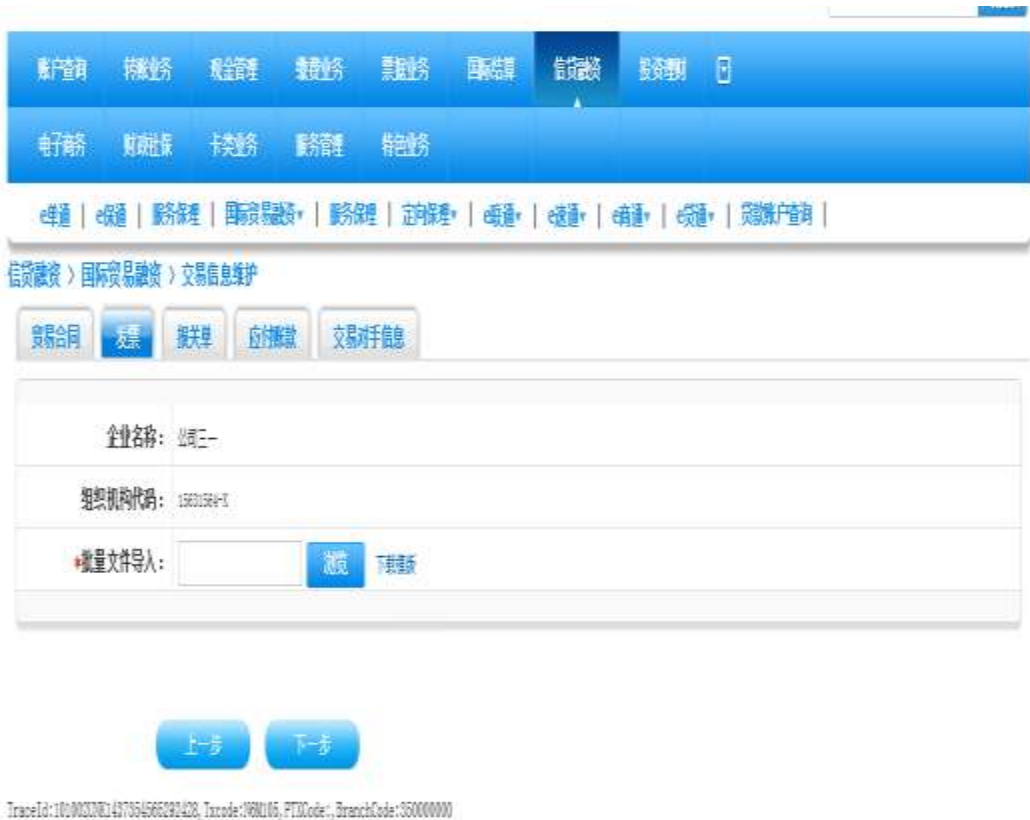 账户查询 转账业务 现金管理 缴费业务 票据业务 国际结算 信贷融资 投资理财
电子商务 财政社保 卡类业务 服务管理 特色业务
e单通 | e保通 | 服务保理 | 国际贸易融资 | 服务保理 | 定向保理 | e点通 | e速通 | e商通 | e贷通 | 贷款账户查询 |
信贷融资 > 国际贸易融资 > 交易信息维护
贸易合同 发票 报关单 应付账款 交易对手信息
企业名称: 公司三一
组织机构代码:
*批量文件导入: 浏览 下载模板
上一步 下一步
BranchCode:350000000